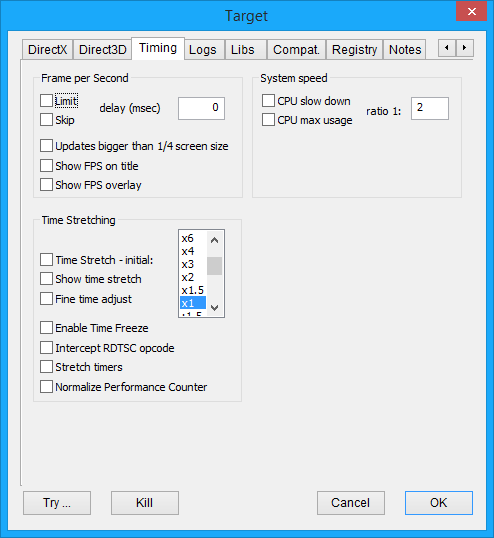 Target
DirectX Direct3D Timing Logs Libs Compat. Registry Notes
Frame per Second
Limit
delay (msec) 0
Skip
Updates bigger than 1/4 screen size
Show FPS on title
Show FPS overlay
System speed
CPU slow down
CPU max usage
ratio 1: 2
Time Stretching
Time Stretch - initial:
Show time stretch
Fine time adjust
x6
x4
x3
x2
x1.5
x1
Enable Time Freeze
Intercept RDTSC opcode
Stretch timers
Normalize Performance Counter
Try ... Kill Cancel OK